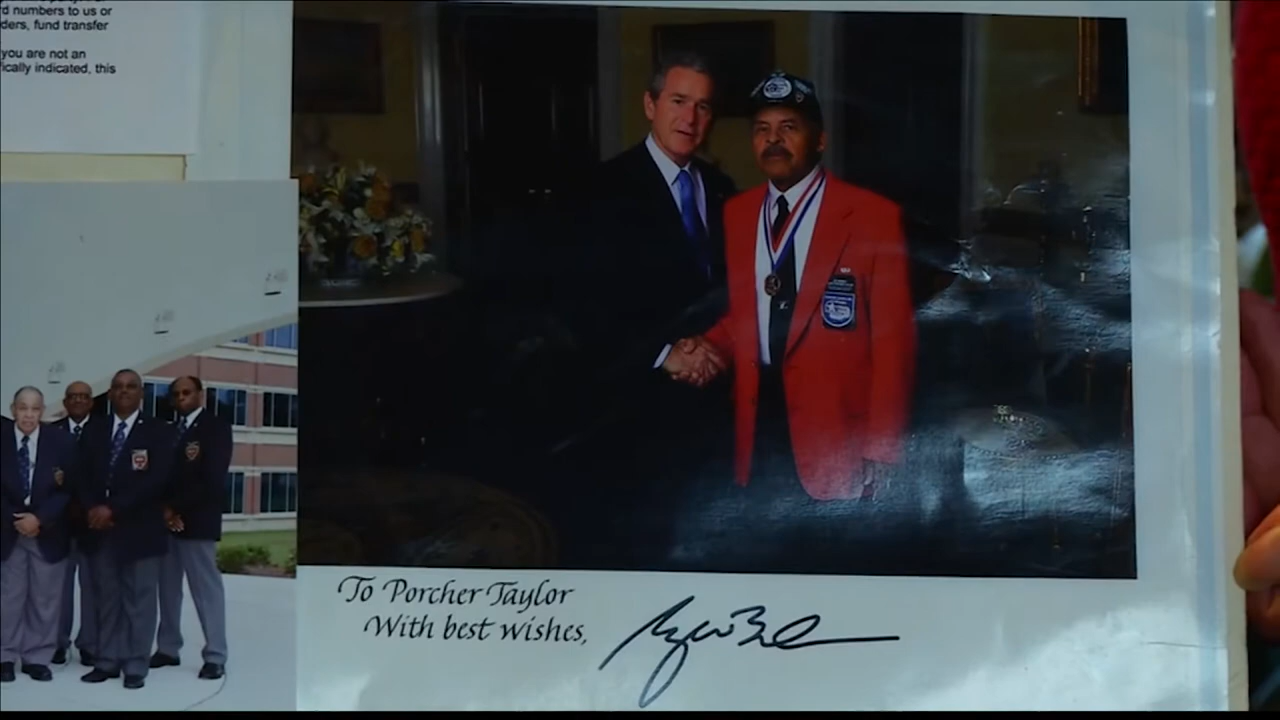 d numbers to us or
ders, fund transfer
you are not an
ically indicated, this
To Porcher Taylor
With best wishes,